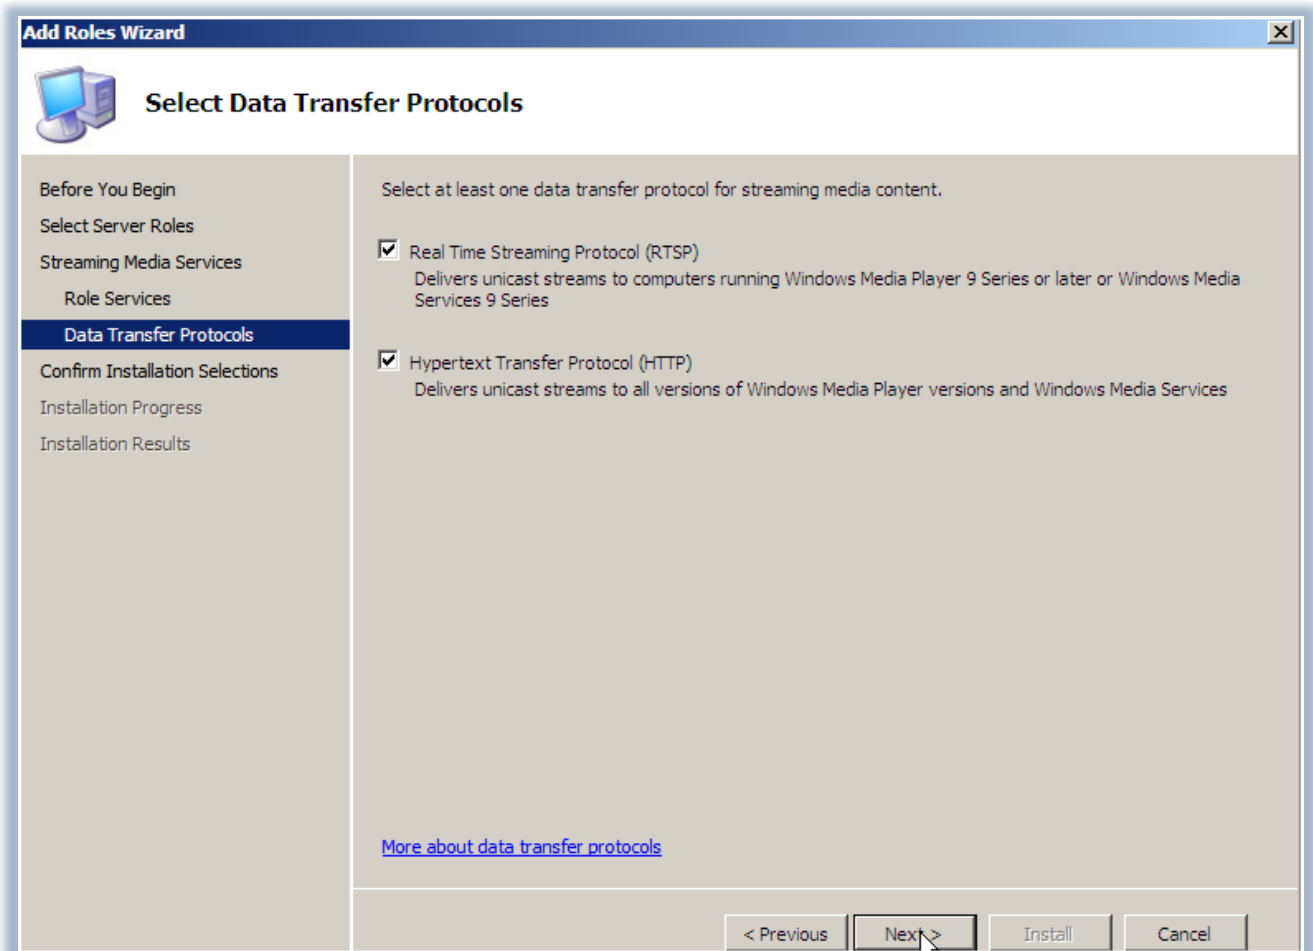 Add Roles Wizard
Select Data Transfer Protocols
Before You Begin
Select Server Roles
Streaming Media Services
Role Services
Data Transfer Protocols
Confirm Installation Selections
Installation Progress
Installation Results
Select at least one data transfer protocol for streaming media content.
Real Time Streaming Protocol (RTSP)
Delivers unicast streams to computers running Windows Media Player 9 Series or later or Windows Media
Services 9 Series
Hypertext Transfer Protocol (HTTP)
Delivers unicast streams to all versions of Windows Media Player versions and Windows Media Services
More about data transfer protocols
< Previous
Next >
Install
Cancel